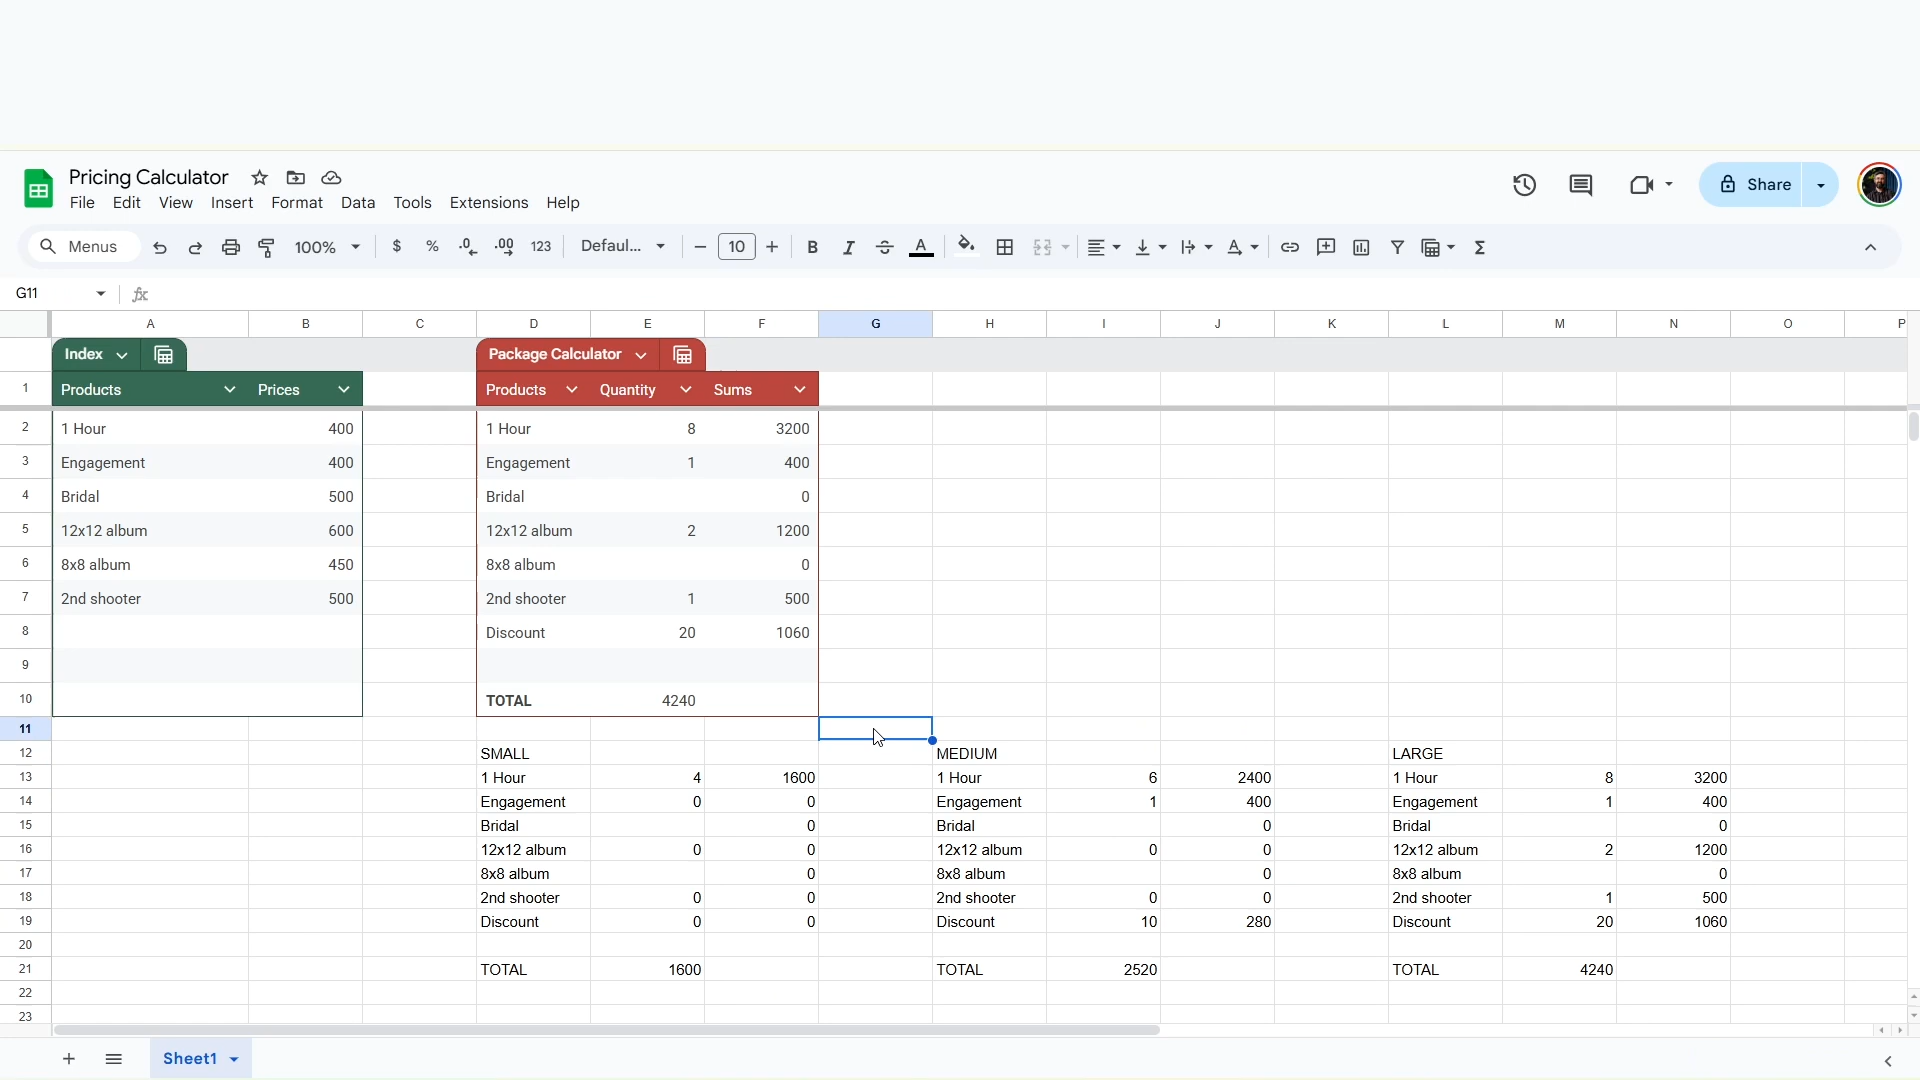 Pricing Calculator
File Edit View Insert Format Data Tools Extensions Help
Share
Menus 100% $ % .0 .00 123 Defaul... 10 B I A A Σ
G11 fx
A B C D E F G H I J K L M N O P
Index Package Calculator
1 Products Prices Products Quantity Sums
2 1 Hour 400 1 Hour 8 3200
3 Engagement 400 Engagement 1 400
4 Bridal 500 Bridal 0
5 12x12 album 600 12x12 album 2 1200
6 8x8 album 450 8x8 album 0
7 2nd shooter 500 2nd shooter 1 500
8 Discount 20 1060
9
10 TOTAL 4240
11
12 SMALL MEDIUM LARGE
13 1 Hour 4 1600 1 Hour 6 2400 1 Hour 8 3200
14 Engagement 0 0 Engagement 1 400 Engagement 1 400
15 Bridal 0 Bridal 0 Bridal 0
16 12x12 album 0 0 12x12 album 0 0 12x12 album 2 1200
17 8x8 album 0 8x8 album 0 8x8 album 0
18 2nd shooter 0 0 2nd shooter 0 0 2nd shooter 1 500
19 Discount 0 0 Discount 10 280 Discount 20 1060
20
21 TOTAL 1600 TOTAL 2520 TOTAL 4240
22
23
Sheet1